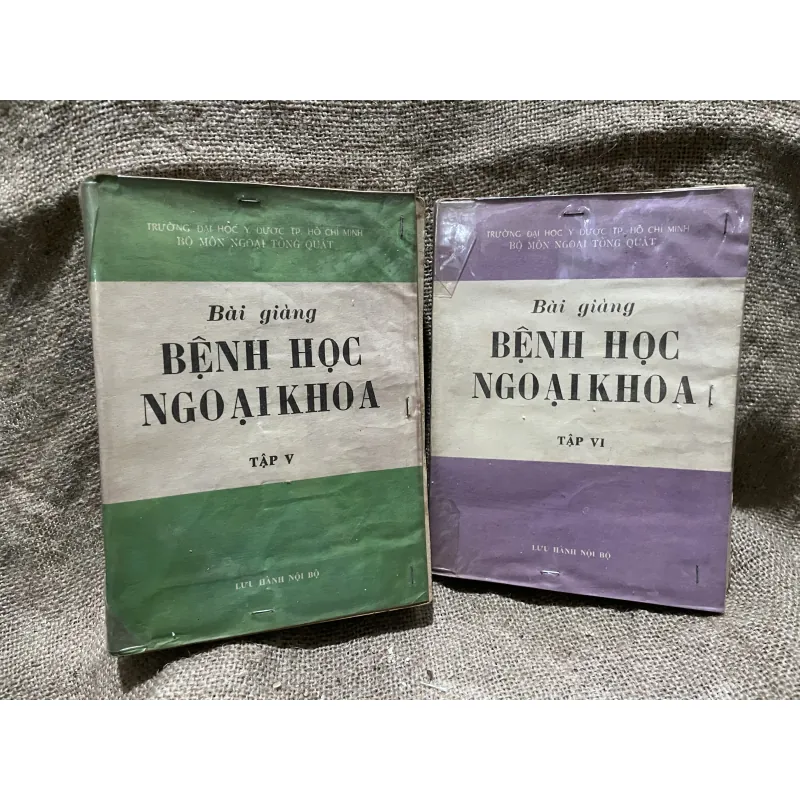 TRƯỜNG ĐẠI HỌC Y DƯỢC TP. HỒ CHÍ MINH
BỘ MÔN NGOẠI TỔNG QUÁT
Bài giảng
BỆNH HỌC
NGOẠI KHOA
TẬP V
LƯU HÀNH NỘI BỘ
TRƯỜNG ĐẠI HỌC Y DƯỢC TP. HỒ CHÍ MINH
BỘ MÔN NGOẠI TỔNG QUÁT
Bài giảng
BỆNH HỌC
NGOẠI KHOA
TẬP VI
LƯU HÀNH NỘI BỘ